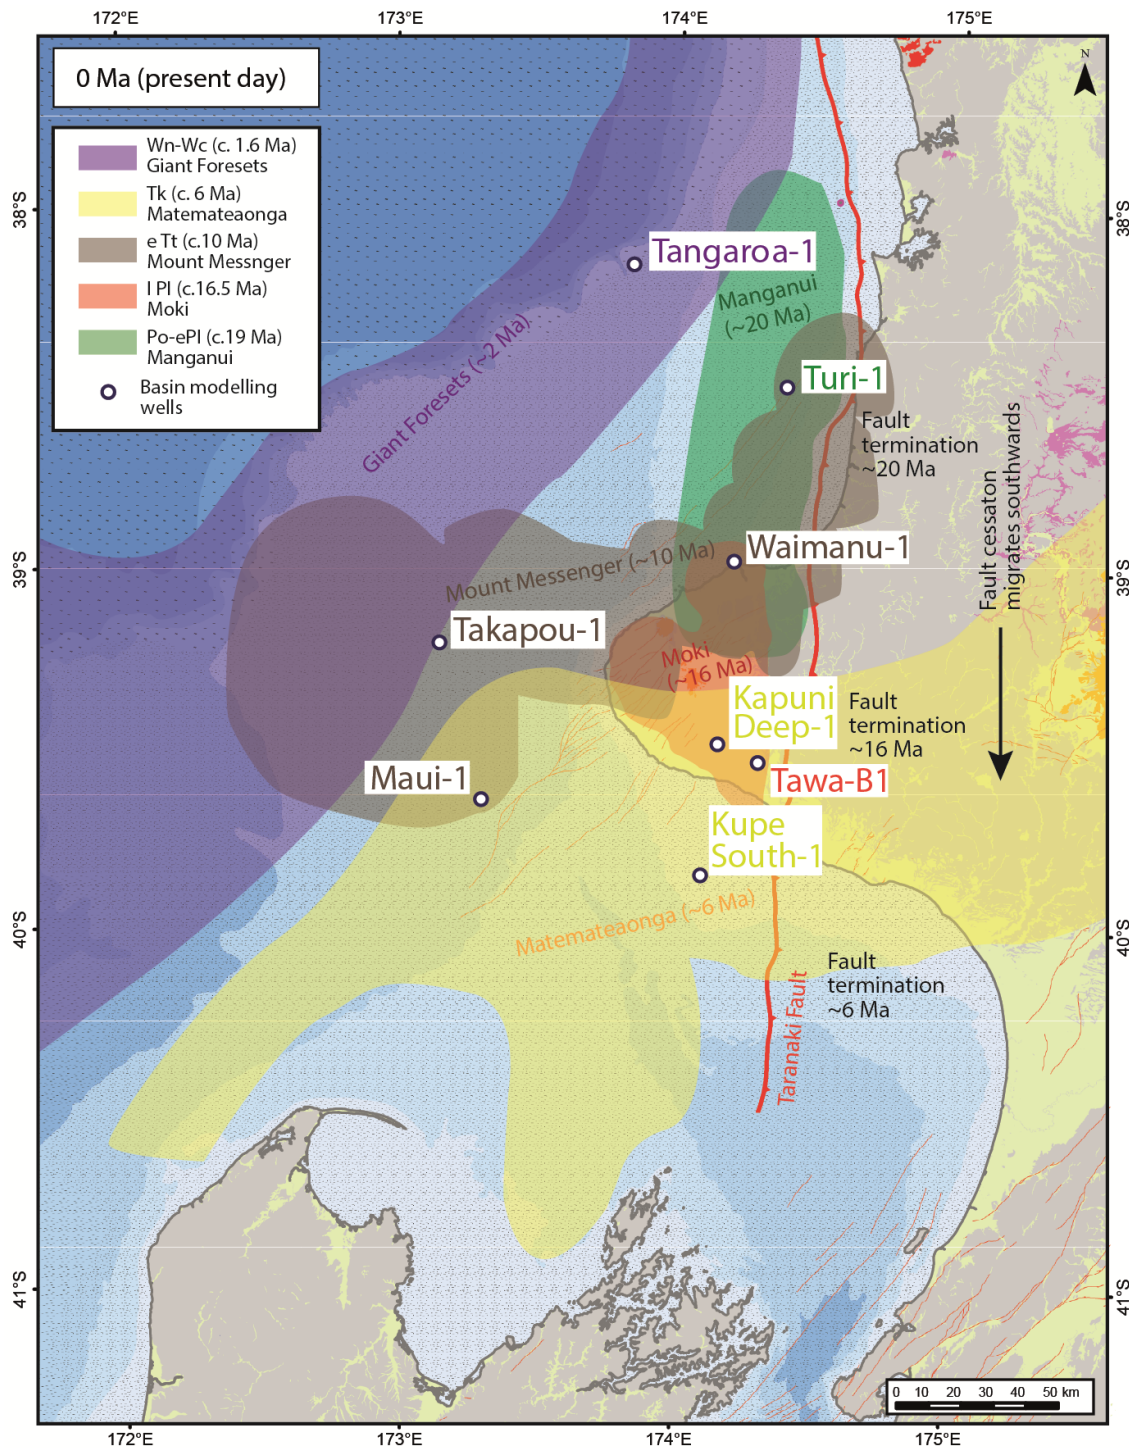 172°E
173°E
174°E
175°E
0 Ma (present day)
N
Wn-Wc (c. 1.6 Ma)
Giant Foresets
Tk (c. 6 Ma)
Matemateaonga
e Tt (c.10 Ma)
Mount Messnger
l Pl (c.16.5 Ma)
Moki
Po-ePl (c.19 Ma)
Manganui
Basin modelling
wells
38°S
38°S
Tangaroa-1
Manganui
(~20 Ma)
Giant Foresets (~2 Ma)
Turi-1
Fault
termination
~20 Ma
Fault cessaton
migrates southwards
39°S
39°S
Waimanu-1
Mount Messenger (~10 Ma)
Takapou-1
Moki
(~16 Ma)
Kapuni
Deep-1
Fault
termination
~16 Ma
Maui-1
Tawa-B1
Kupe
South-1
Matemateaonga (~6 Ma)
40°S
40°S
Fault
termination
~6 Ma
Taranaki Fault
41°S
41°S
0 10 20 30 40 50 km
172°E
173°E
174°E
175°E